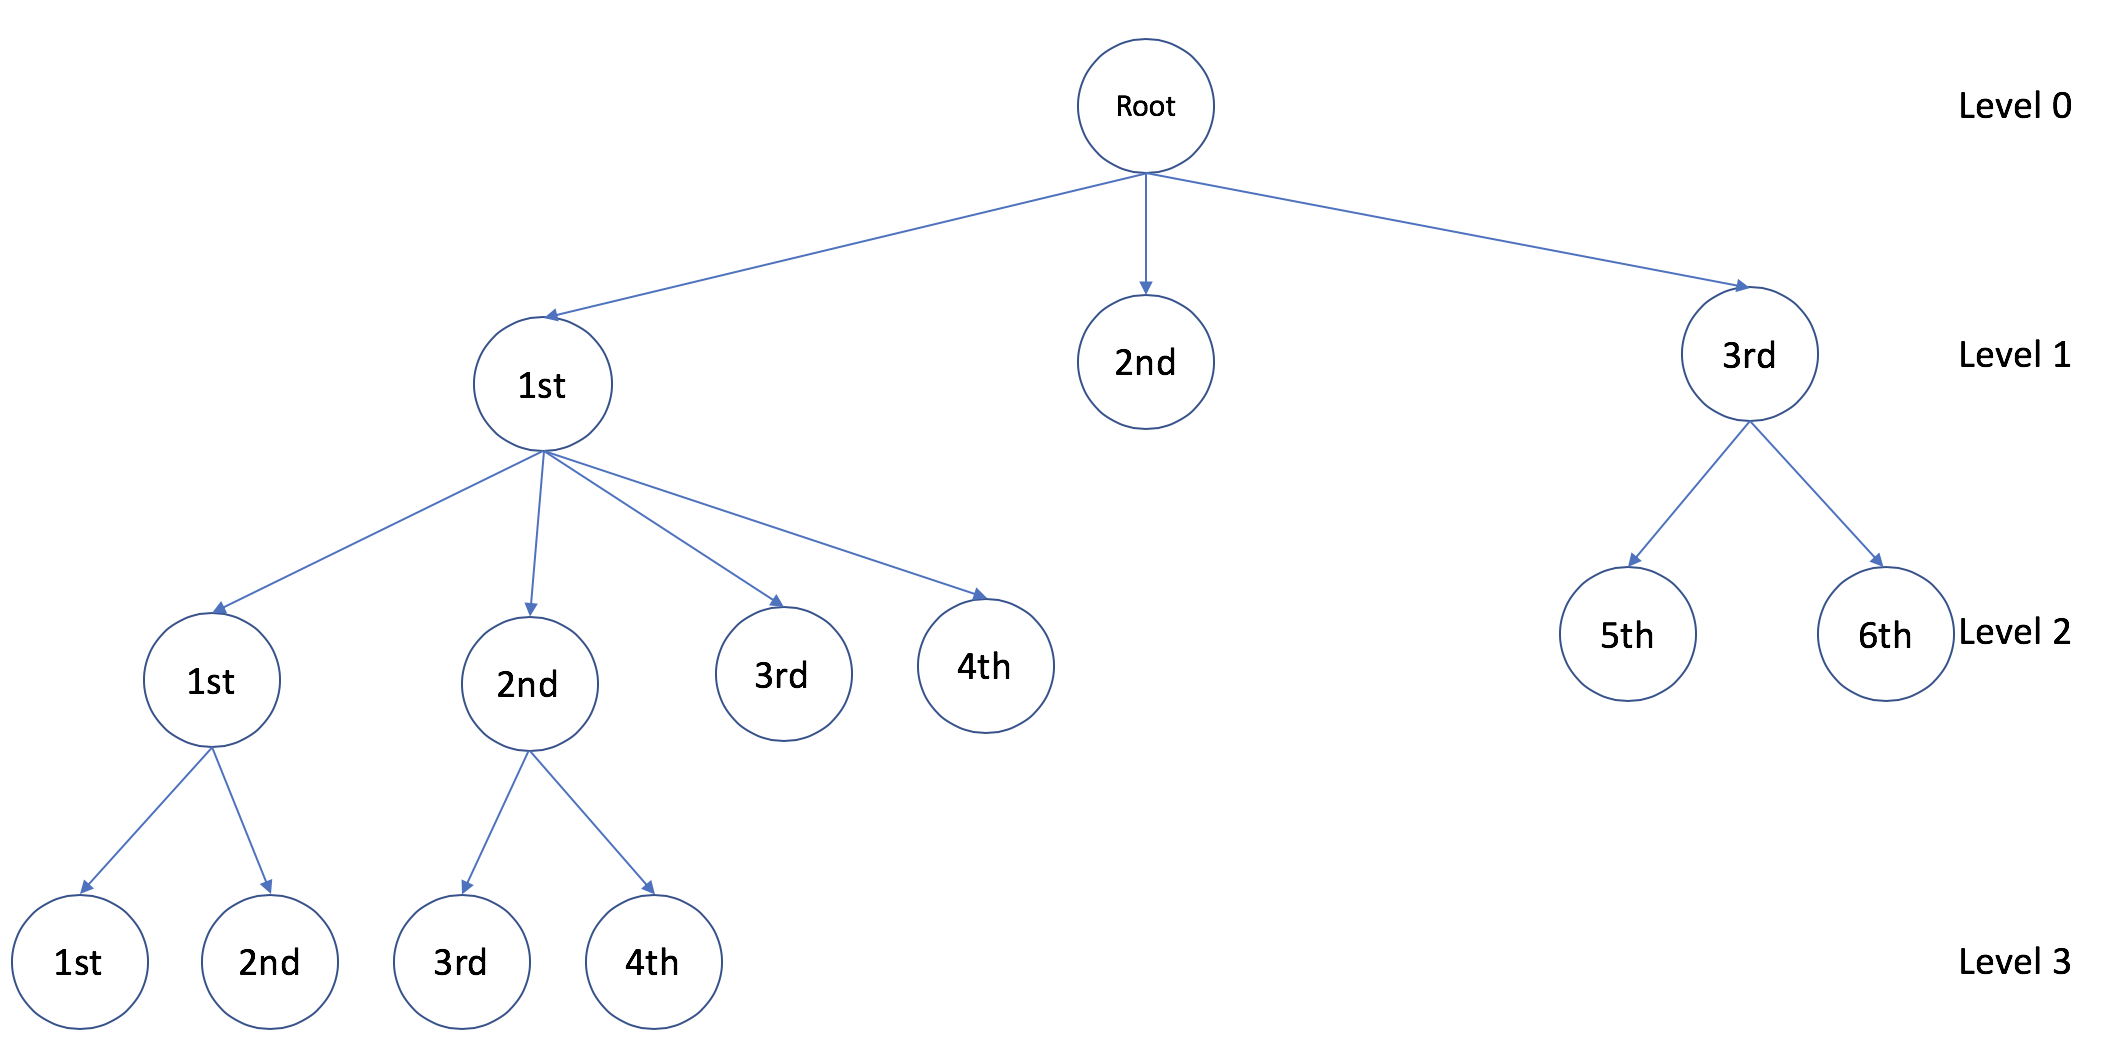 Root
Level 0
1st
2nd
3rd
Level 1
1st
2nd
3rd
4th
5th
6th
Level 2
1st
2nd
3rd
4th
Level 3